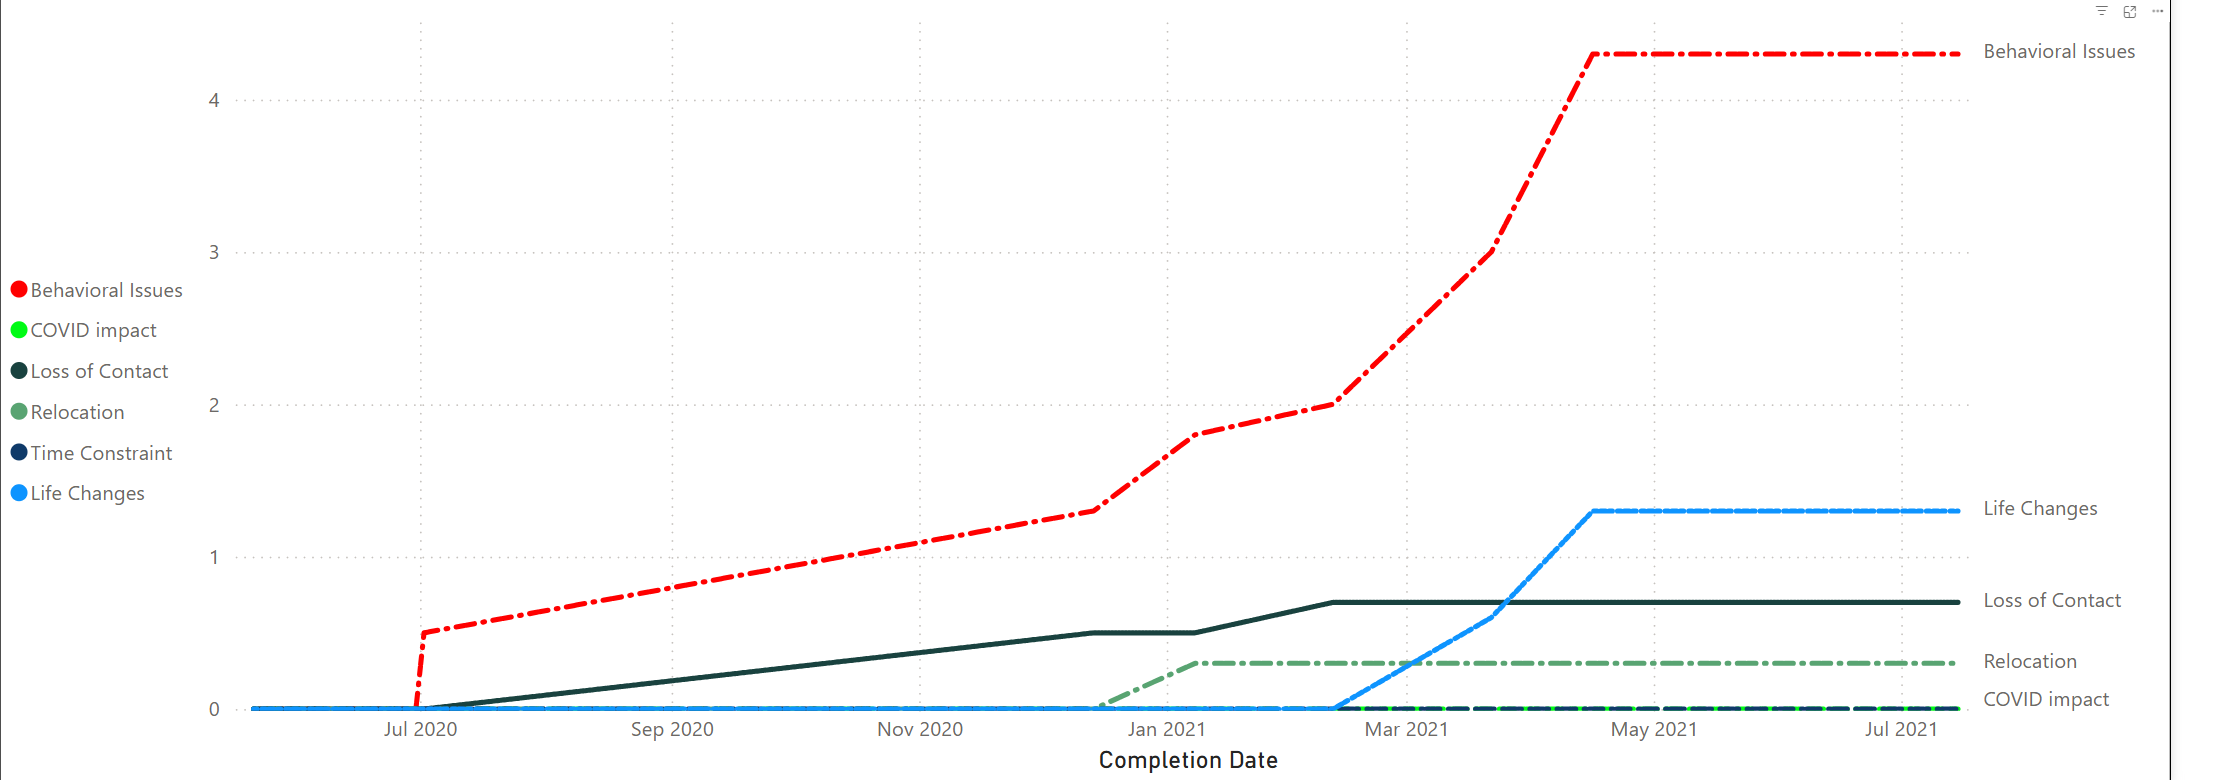 Behavioral Issues
4
3
Behavioral Issues
COVID impact
Loss of Contact
Relocation
Time Constraint
Life Changes
2
1
0
Life Changes
Loss of Contact
Relocation
COVID impact
Jul 2020 Sep 2020 Nov 2020 Jan 2021 Mar 2021 May 2021 Jul 2021
Completion Date